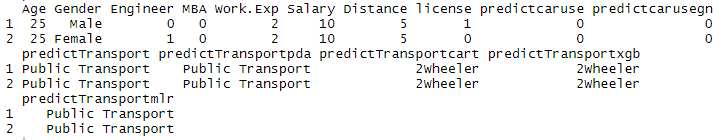 Age Gender Engineer MBA Work.Exp Salary Distance license predictcaruse predictcarusegn
1 25 Male 0 0 2 10 5 1 0 0
2 25 Female 1 0 2 10 5 0 0 0
predictTransport predictTransportpda predictTransportcart predictTransportxgb
1 Public Transport Public Transport 2Wheeler 2Wheeler
2 Public Transport Public Transport 2Wheeler 2Wheeler
predictTransportmlr
1 Public Transport
2 Public Transport